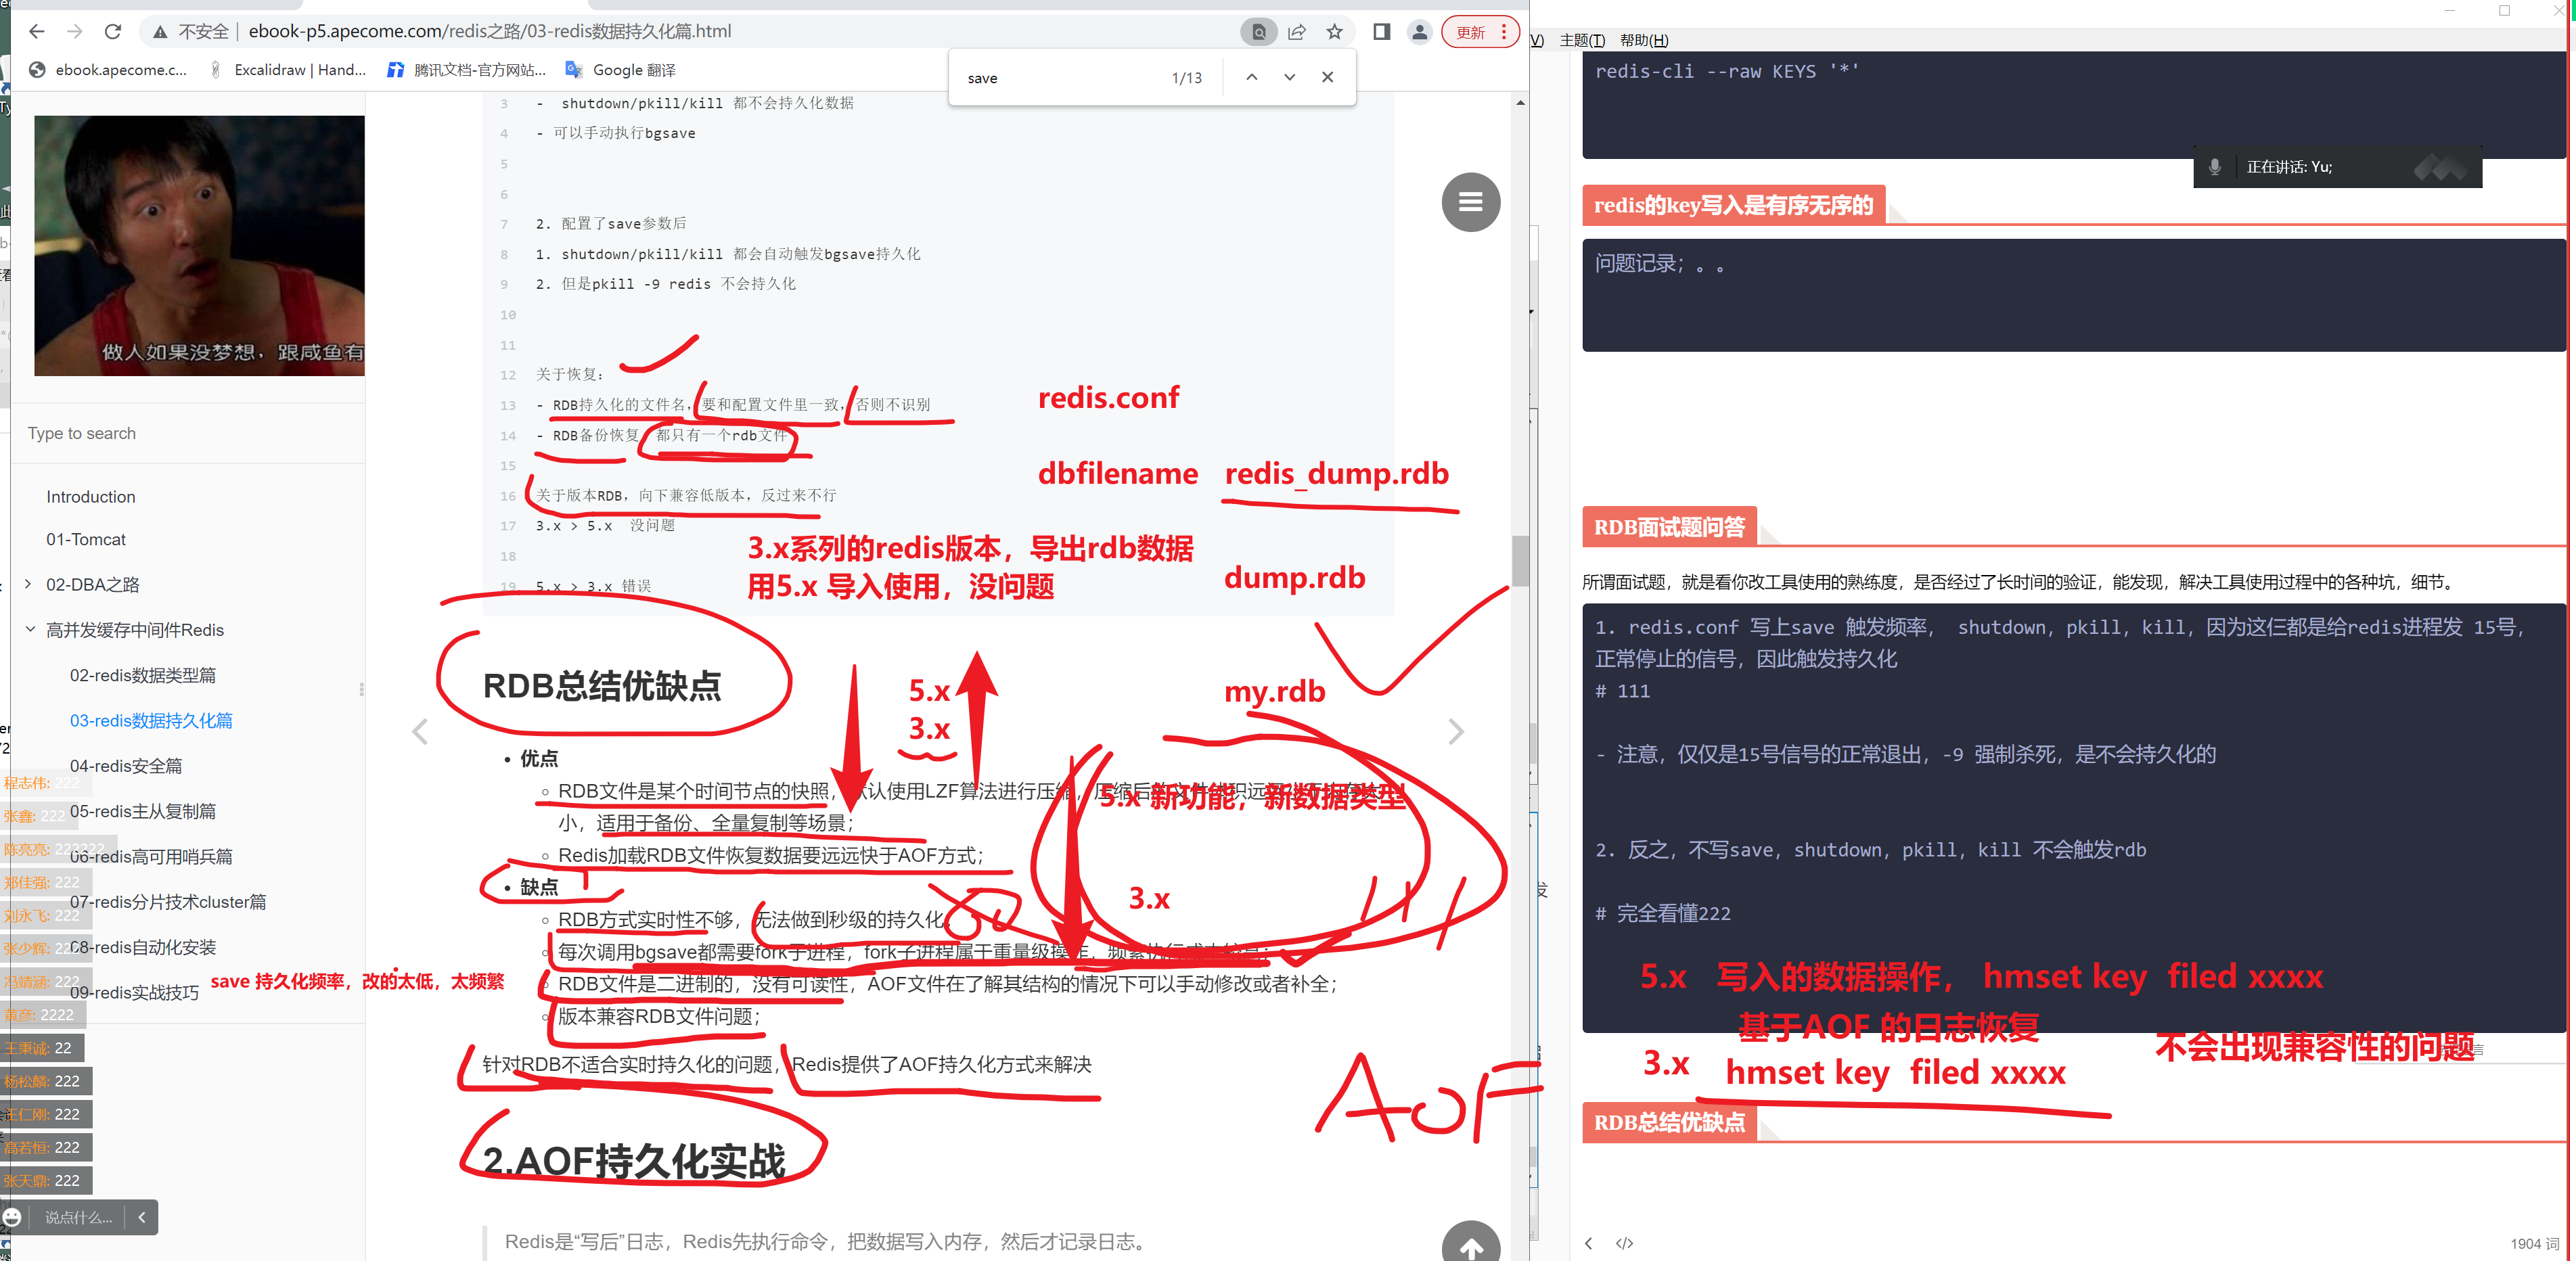 不安全
ebook-p5.apecome.com/redis之路/03-redis数据持久化篇.html
更新
ebook.apecome.c...
Excalidraw | Hand...
腾讯文档-官方网站...
Google 翻译
save
1/13
做人如果没梦想，跟咸鱼有
Type to search
Introduction
01-Tomcat
02-DBA之路
高并发缓存中间件Redis
02-redis数据类型篇
03-redis数据持久化篇
04-redis安全篇
05-redis主从复制篇
06-redis高可用哨兵篇
07-redis分片技术cluster篇
08-redis自动化安装
09-redis实战技巧
程志伟: 222
张鑫: 222
陈亮亮: 222222
郑佳强: 222
刘永飞: 222
张少辉: 222
冯靖涵: 222
黄彦: 2222
王秉诚: 22
杨松麟: 222
王仁刚: 222
高若恒: 222
张天鼎: 222
说点什么...
3 - shutdown/pkill/kill 都不会持久化数据
4 - 可以手动执行bgsave
5
6
7 2. 配置了save参数后
8 1. shutdown/pkill/kill 都会自动触发bgsave持久化
9 2. 但是pkill -9 redis 不会持久化
10
11
12 关于恢复：
13 - RDB持久化的文件名，要和配置文件里一致，否则不识别
14 - RDB备份恢复，都只有一个rdb文件
15
16 关于版本RDB，向下兼容低版本，反过来不行
17 3.x > 5.x 没问题
18
19 5.x > 3.x 错误
redis.conf
dbfilename redis_dump.rdb
3.x系列的redis版本，导出rdb数据
用5.x 导入使用，没问题
dump.rdb
my.rdb
5.x
3.x
RDB总结优缺点
优点
RDB文件是某个时间节点的快照，默认使用LZF算法进行压缩，压缩后的文件体积远远
小，适用于备份、全量复制等场景；
5.x 新功能，新数据类型
Redis加载RDB文件恢复数据要远远快于AOF方式；
3.x
缺点
RDB方式实时性不够，无法做到秒级的持久化
每次调用bgsave都需要fork子进程，fork子进程属于重量级操作，频繁执行成本较高；
save 持久化频率，改的太低，太频繁
RDB文件是二进制的，没有可读性，AOF文件在了解其结构的情况下可以手动修改或者补全；
版本兼容RDB文件问题；
针对RDB不适合实时持久化的问题，Redis提供了AOF持久化方式来解决
AOF
2.AOF持久化实战
Redis是“写后”日志，Redis先执行命令，把数据写入内存，然后才记录日志。
V) 主题(T) 帮助(H)
redis-cli --raw KEYS '*'
正在讲话: Yu;
redis的key写入是有序无序的
问题记录；。。
RDB面试题问答
所谓面试题，就是看你改工具使用的熟练度，是否经过了长时间的验证，能发现，解决工具使用过程中的各种坑，细节。
1. redis.conf 写上save 触发频率， shutdown，pkill，kill，因为这仨都是给redis进程发 15号，
正常停止的信号，因此触发持久化
# 111
- 注意，仅仅是15号信号的正常退出，-9 强制杀死，是不会持久化的
2. 反之，不写save，shutdown，pkill，kill 不会触发rdb
# 完全看懂222
5.x 写入的数据操作， hmset key filed xxxx
基于AOF 的日志恢复
不会出现兼容性的问题
3.x hmset key filed xxxx
RDB总结优缺点
1904 词